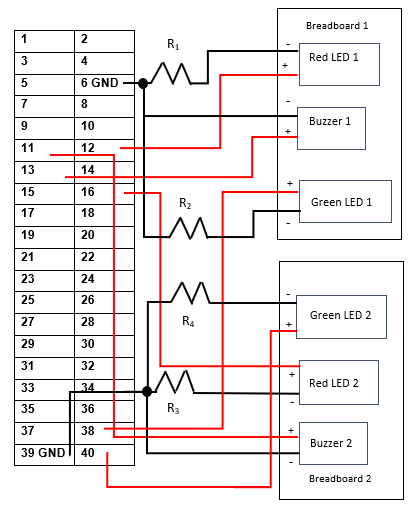 1 2
3 4
5 6 GND
7 8
9 10
11 12
13 14
15 16
17 18
19 20
21 22
23 24
25 26
27 28
29 30
31 32
33 34
35 36
37 38
39 GND 40
R1
R2
R4
R3
Breadboard 1
-
Red LED 1
+
-
Buzzer 1
+
+
Green LED 1
-
-
Green LED 2
+
+
Red LED 2
-
+
Buzzer 2
-
Breadboard 2